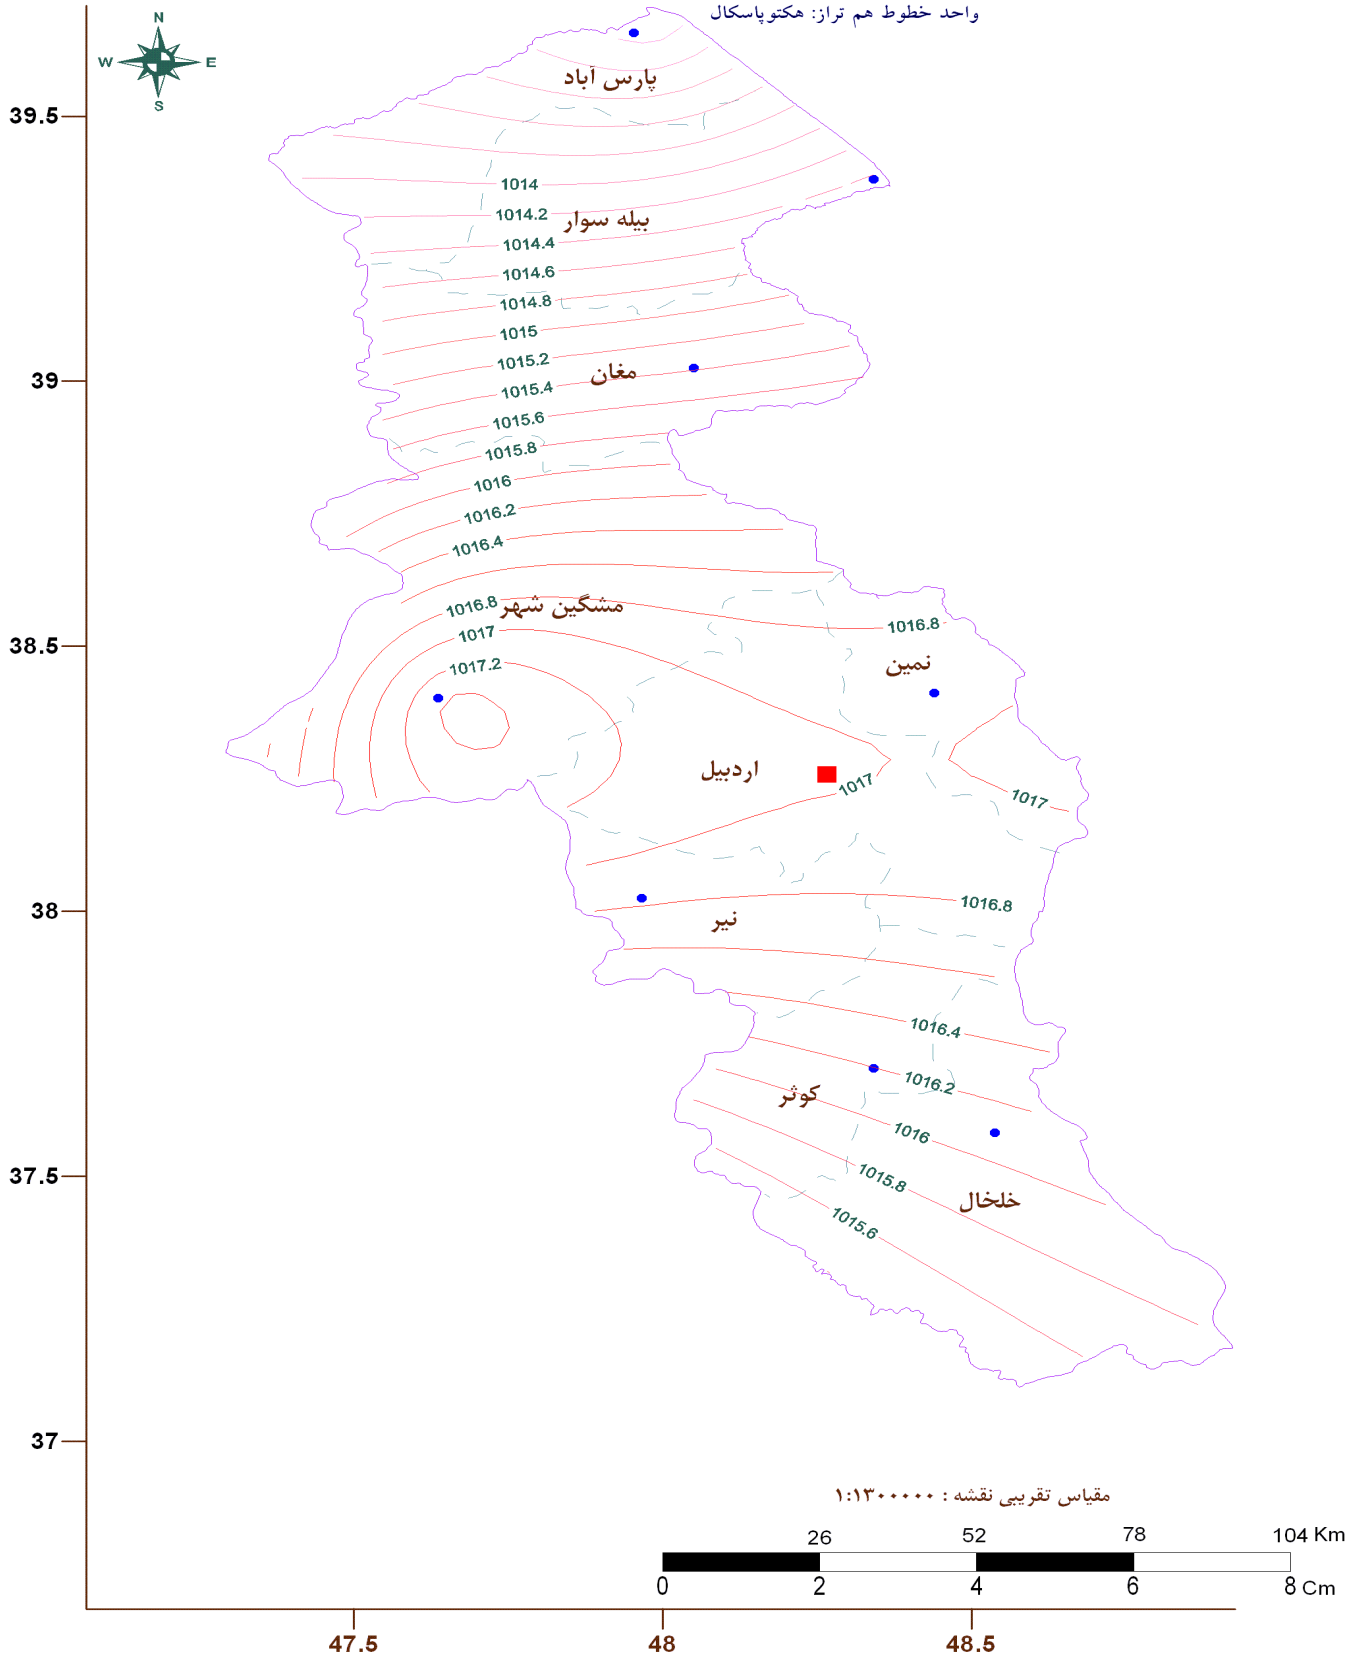 واحد خطوط هم تراز: هکتوپاسکال
N
W E
S
پارس آباد
39.5
1014
1014.2
بیله سوار
1014.4
1014.6
1014.8
1015
1015.2
مغان
39
1015.4
1015.6
1015.8
1016
1016.2
1016.4
مشگین شهر
1016.8
1016.8
1017
38.5
نمین
1017.2
اردبیل
1017
1017
1016.8
38
نیر
1016.4
1016.2
کوثر
1016
37.5
1015.8
خلخال
1015.6
37
مقیاس تقریبی نقشه : ۱:۱۳۰۰۰۰۰
26 52 78 104 Km
0 2 4 6 8 Cm
47.5 48 48.5